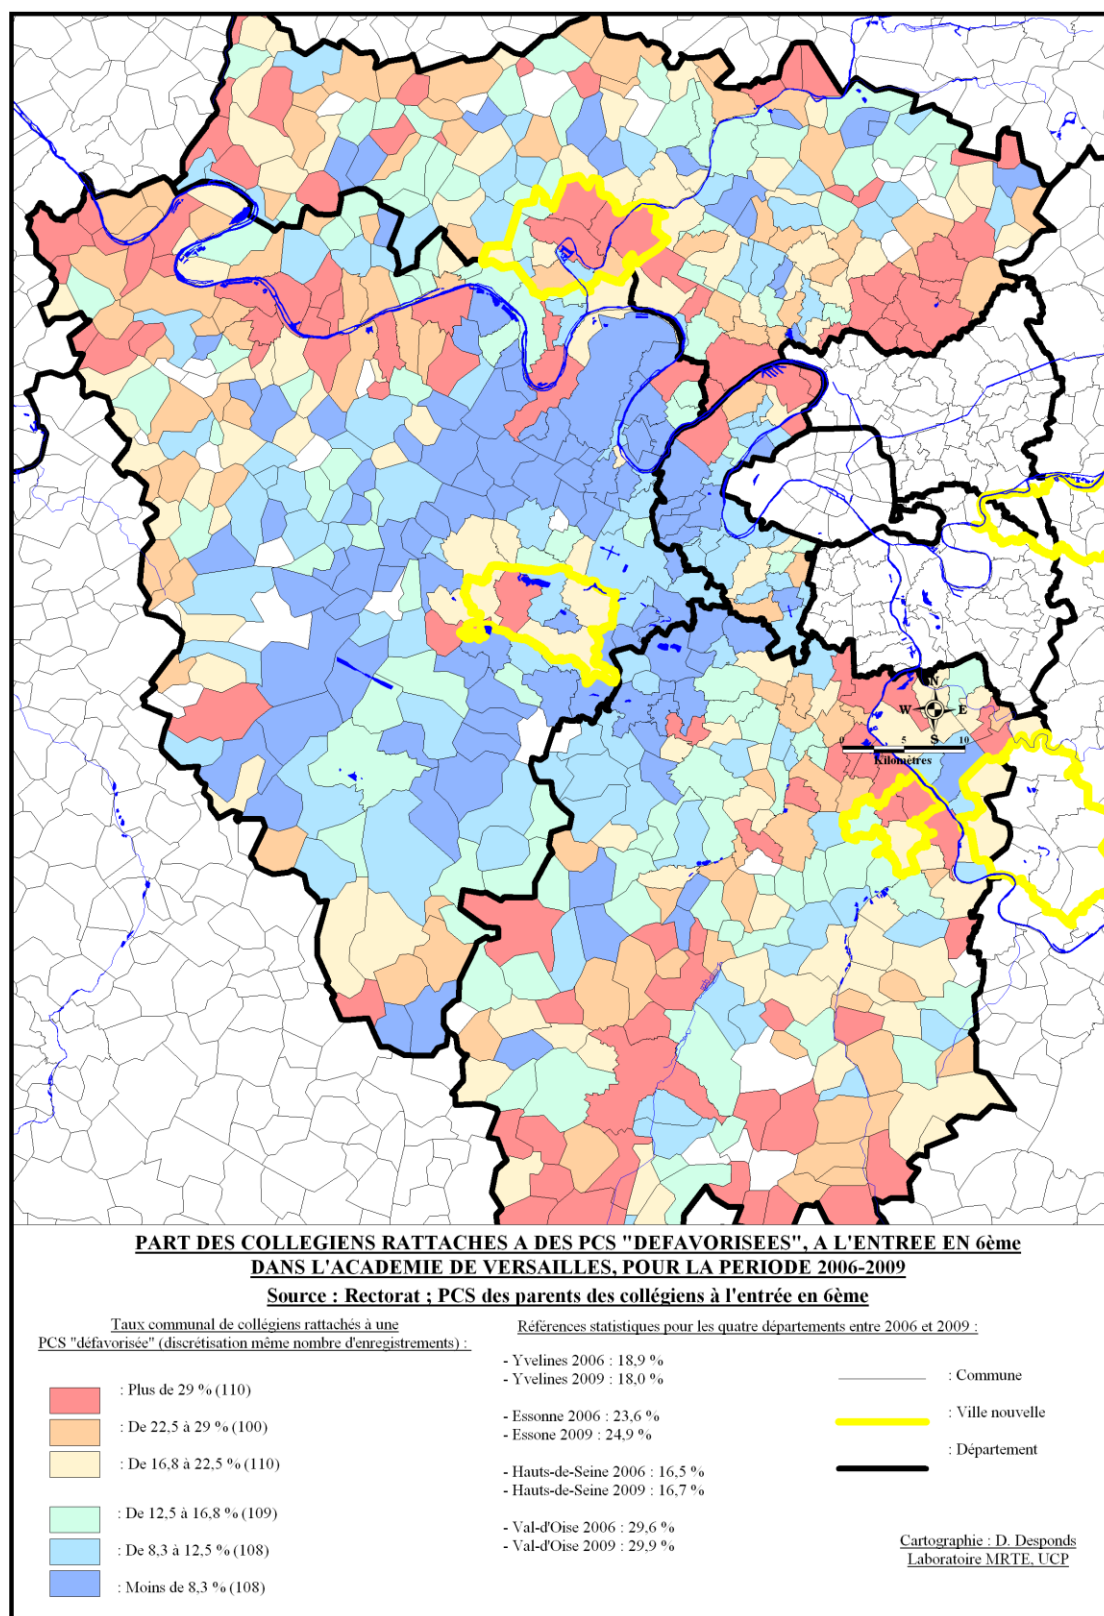 N
W E
S
0 5 10
Kilomètres
PART DES COLLEGIENS RATTACHES A DES PCS "DEFAVORISEES", A L'ENTREE EN 6ème
DANS L'ACADEMIE DE VERSAILLES, POUR LA PERIODE 2006-2009
Source : Rectorat ; PCS des parents des collégiens à l'entrée en 6ème
Taux communal de collégiens rattachés à une
PCS "défavorisée" (discrétisation même nombre d'enregistrements) :
: Plus de 29 % (110)
: De 22,5 à 29 % (100)
: De 16,8 à 22,5 % (110)
: De 12,5 à 16,8 % (109)
: De 8,3 à 12,5 % (108)
: Moins de 8,3 % (108)
Références statistiques pour les quatre départements entre 2006 et 2009 :
- Yvelines 2006 : 18,9 %
- Yvelines 2009 : 18,0 %
- Essonne 2006 : 23,6 %
- Essone 2009 : 24,9 %
- Hauts-de-Seine 2006 : 16,5 %
- Hauts-de-Seine 2009 : 16,7 %
- Val-d'Oise 2006 : 29,6 %
- Val-d'Oise 2009 : 29,9 %
: Commune
: Ville nouvelle
: Département
Cartographie : D. Desponds
Laboratoire MRTE, UCP